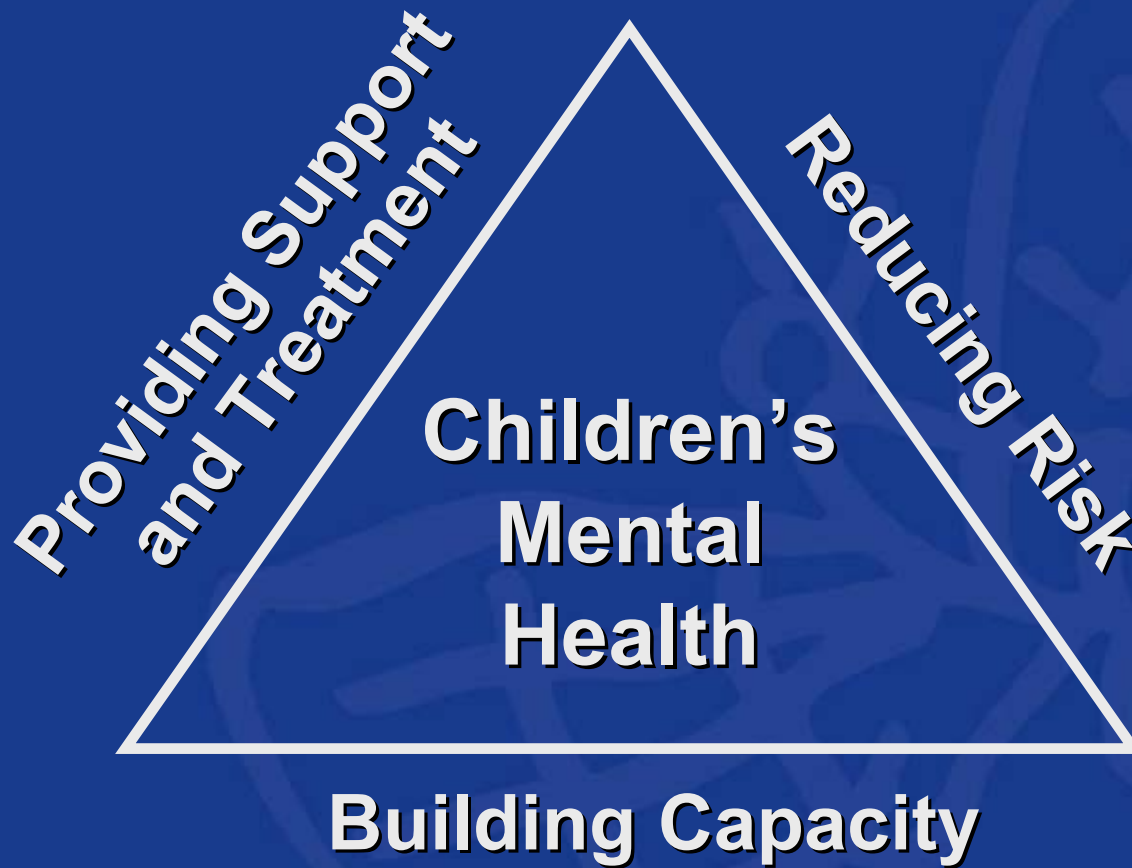 Providing Support
and Treatment
Reducing Risk
Children’s
Mental
Health
Building Capacity